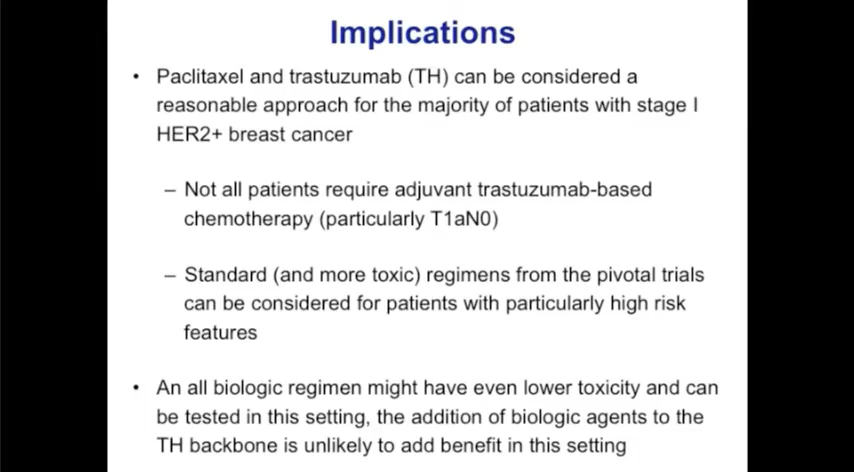 Implications
• Paclitaxel and trastuzumab (TH) can be considered a
reasonable approach for the majority of patients with stage I
HER2+ breast cancer
– Not all patients require adjuvant trastuzumab-based
chemotherapy (particularly T1aN0)
– Standard (and more toxic) regimens from the pivotal trials
can be considered for patients with particularly high risk
features
• An all biologic regimen might have even lower toxicity and can
be tested in this setting, the addition of biologic agents to the
TH backbone is unlikely to add benefit in this setting